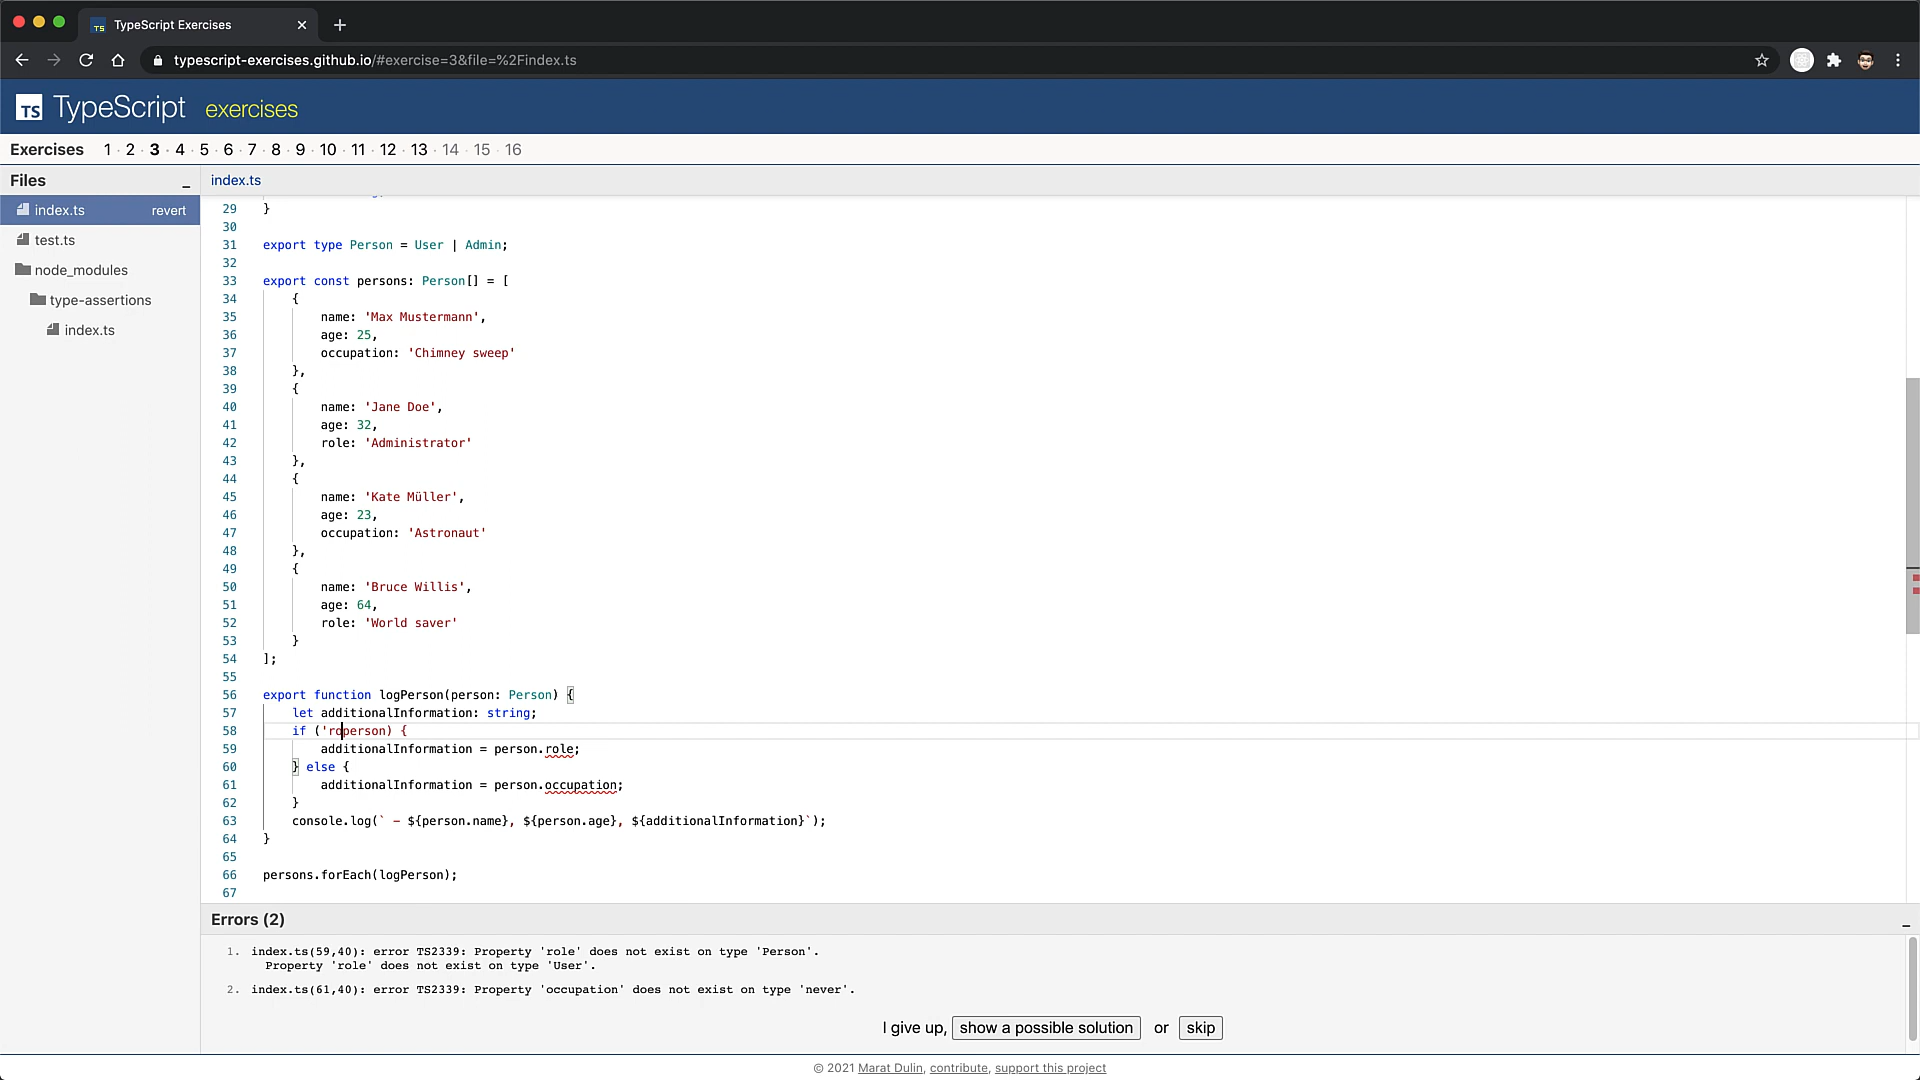 TS TypeScript Exercises
typescript-exercises.github.io/#exercise=3&file=%2Findex.ts
TS TypeScript exercises
Exercises 1 · 2 · 3 · 4 · 5 · 6 · 7 · 8 · 9 · 10 · 11 · 12 · 13 · 14 · 15 · 16
Files
index.ts revert
test.ts
node_modules
type-assertions
index.ts
index.ts
29 }
30
31 export type Person = User | Admin;
32
33 export const persons: Person[] = [
34 {
35 name: 'Max Mustermann',
36 age: 25,
37 occupation: 'Chimney sweep'
38 },
39 {
40 name: 'Jane Doe',
41 age: 32,
42 role: 'Administrator'
43 },
44 {
45 name: 'Kate Müller',
46 age: 23,
47 occupation: 'Astronaut'
48 },
49 {
50 name: 'Bruce Willis',
51 age: 64,
52 role: 'World saver'
53 }
54 ];
55
56 export function logPerson(person: Person) {
57 let additionalInformation: string;
58 if ('roperson) {
59 additionalInformation = person.role;
60 } else {
61 additionalInformation = person.occupation;
62 }
63 console.log(` - ${person.name}, ${person.age}, ${additionalInformation}`);
64 }
65
66 persons.forEach(logPerson);
67
Errors (2)
1. index.ts(59,40): error TS2339: Property 'role' does not exist on type 'Person'.
Property 'role' does not exist on type 'User'.
2. index.ts(61,40): error TS2339: Property 'occupation' does not exist on type 'never'.
I give up, show a possible solution or skip
© 2021 Marat Dulin, contribute, support this project